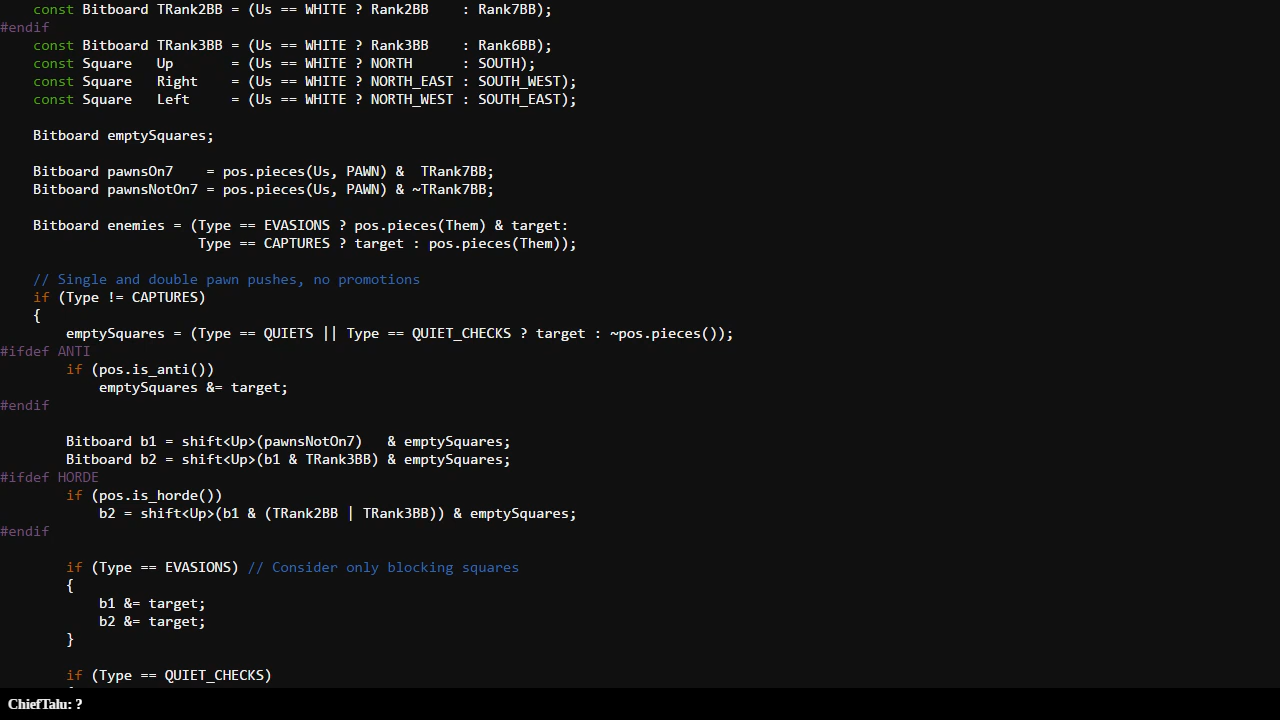 const Bitboard TRank2BB = (Us == WHITE ? Rank2BB    : Rank7BB);
#endif
    const Bitboard TRank3BB = (Us == WHITE ? Rank3BB    : Rank6BB);
    const Square   Up       = (Us == WHITE ? NORTH      : SOUTH);
    const Square   Right    = (Us == WHITE ? NORTH_EAST : SOUTH_WEST);
    const Square   Left     = (Us == WHITE ? NORTH_WEST : SOUTH_EAST);

    Bitboard emptySquares;

    Bitboard pawnsOn7    = pos.pieces(Us, PAWN) &  TRank7BB;
    Bitboard pawnsNotOn7 = pos.pieces(Us, PAWN) & ~TRank7BB;

    Bitboard enemies = (Type == EVASIONS ? pos.pieces(Them) & target:
                        Type == CAPTURES ? target : pos.pieces(Them));

    // Single and double pawn pushes, no promotions
    if (Type != CAPTURES)
    {
        emptySquares = (Type == QUIETS || Type == QUIET_CHECKS ? target : ~pos.pieces());
#ifdef ANTI
        if (pos.is_anti())
            emptySquares &= target;
#endif

        Bitboard b1 = shift<Up>(pawnsNotOn7)   & emptySquares;
        Bitboard b2 = shift<Up>(b1 & TRank3BB) & emptySquares;
#ifdef HORDE
        if (pos.is_horde())
            b2 = shift<Up>(b1 & (TRank2BB | TRank3BB)) & emptySquares;
#endif

        if (Type == EVASIONS) // Consider only blocking squares
        {
            b1 &= target;
            b2 &= target;
        }

        if (Type == QUIET_CHECKS)
ChiefTalu: ?